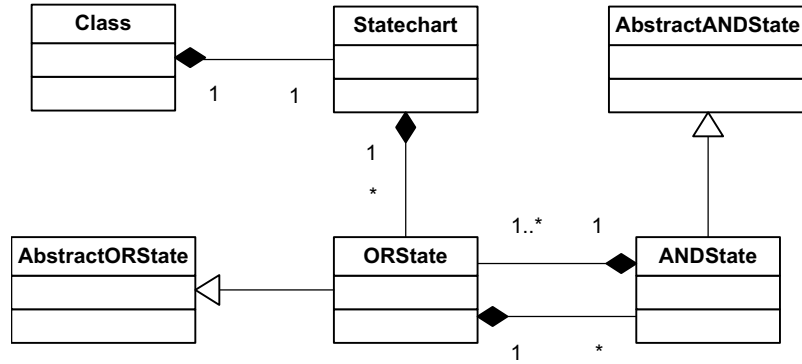 Class
Statechart
AbstractANDState
1 1
1
*
1..* 1
AbstractORState
ORState
ANDState
1 *